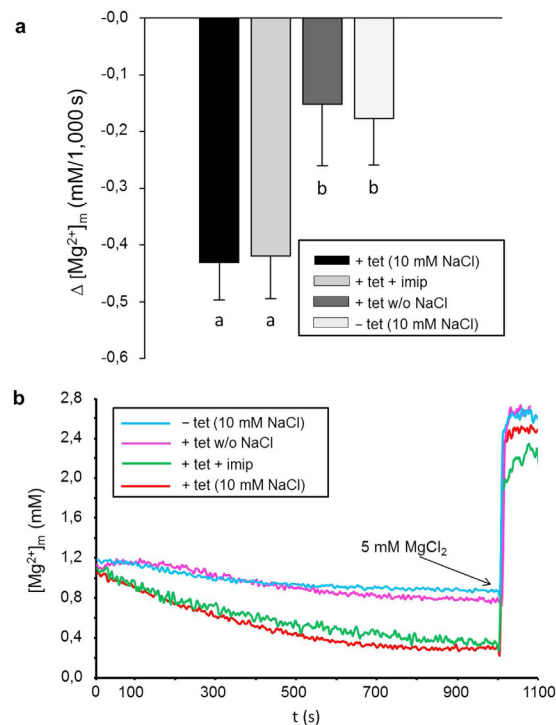 a
-0,0
-0,1
-0,2
-0,3
-0,4
-0,5
-0,6
Δ [Mg²⁺]ₘ (mM/1,000 s)
a
a
b
b
+ tet (10 mM NaCl)
+ tet + imip
+ tet w/o NaCl
– tet (10 mM NaCl)
b
2,8
2,4
2,0
1,6
1,2
0,8
0,4
0,0
[Mg²⁺]ₘ (mM)
– tet (10 mM NaCl)
+ tet w/o NaCl
+ tet + imip
+ tet (10 mM NaCl)
5 mM MgCl₂
0 100 300 500 700 900 1100
t (s)